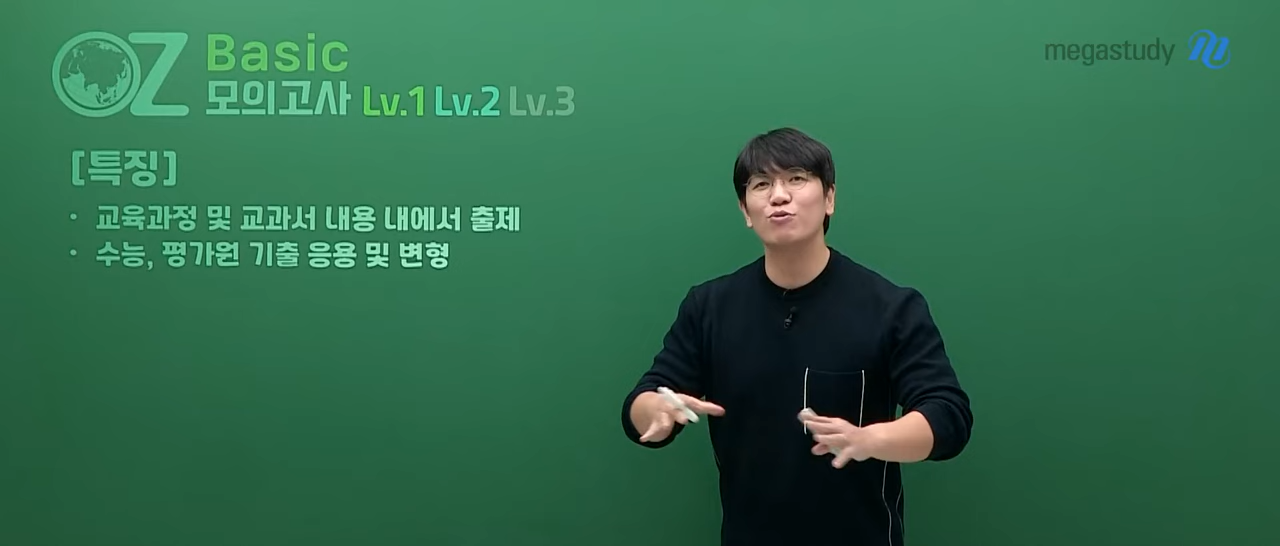 OZ Basic
모의고사 Lv.1 Lv.2 Lv.3
megastudy
[특징]
· 교육과정 및 교과서 내용 내에서 출제
· 수능, 평가원 기출 응용 및 변형